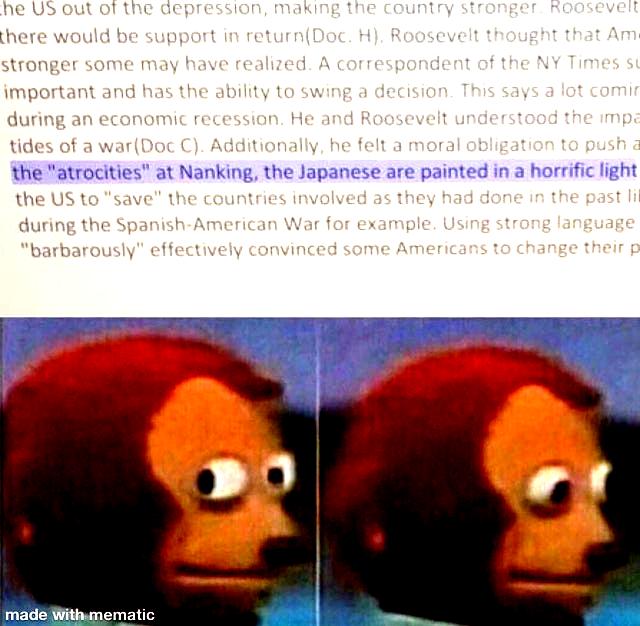 the US out of the depression, making the country stronger. Roosevelt
there would be support in return(Doc. H). Roosevelt thought that Am
stronger some may have realized. A correspondent of the NY Times su
important and has the ability to swing a decision. This says a lot comin
during an economic recession. He and Roosevelt understood the impa
tides of a war(Doc C). Additionally, he felt a moral obligation to push a
the "atrocities" at Nanking, the Japanese are painted in a horrific light
the US to "save" the countries involved as they had done in the past li
during the Spanish-American War for example. Using strong language
"barbarously" effectively convinced some Americans to change their p
made with mematic